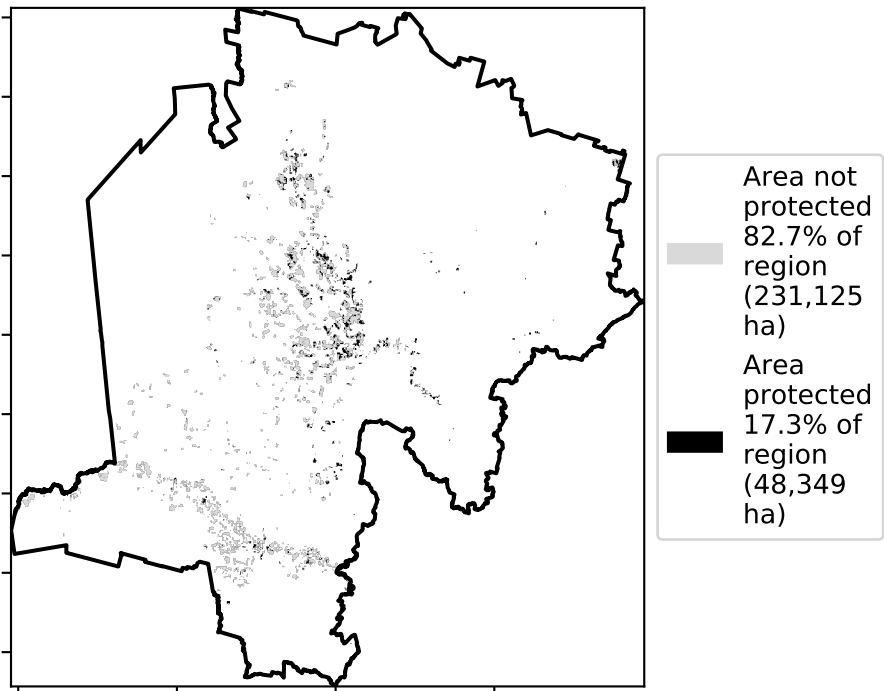 Area not
protected
82.7% of
region
(231,125
ha)
Area
protected
17.3% of
region
(48,349
ha)